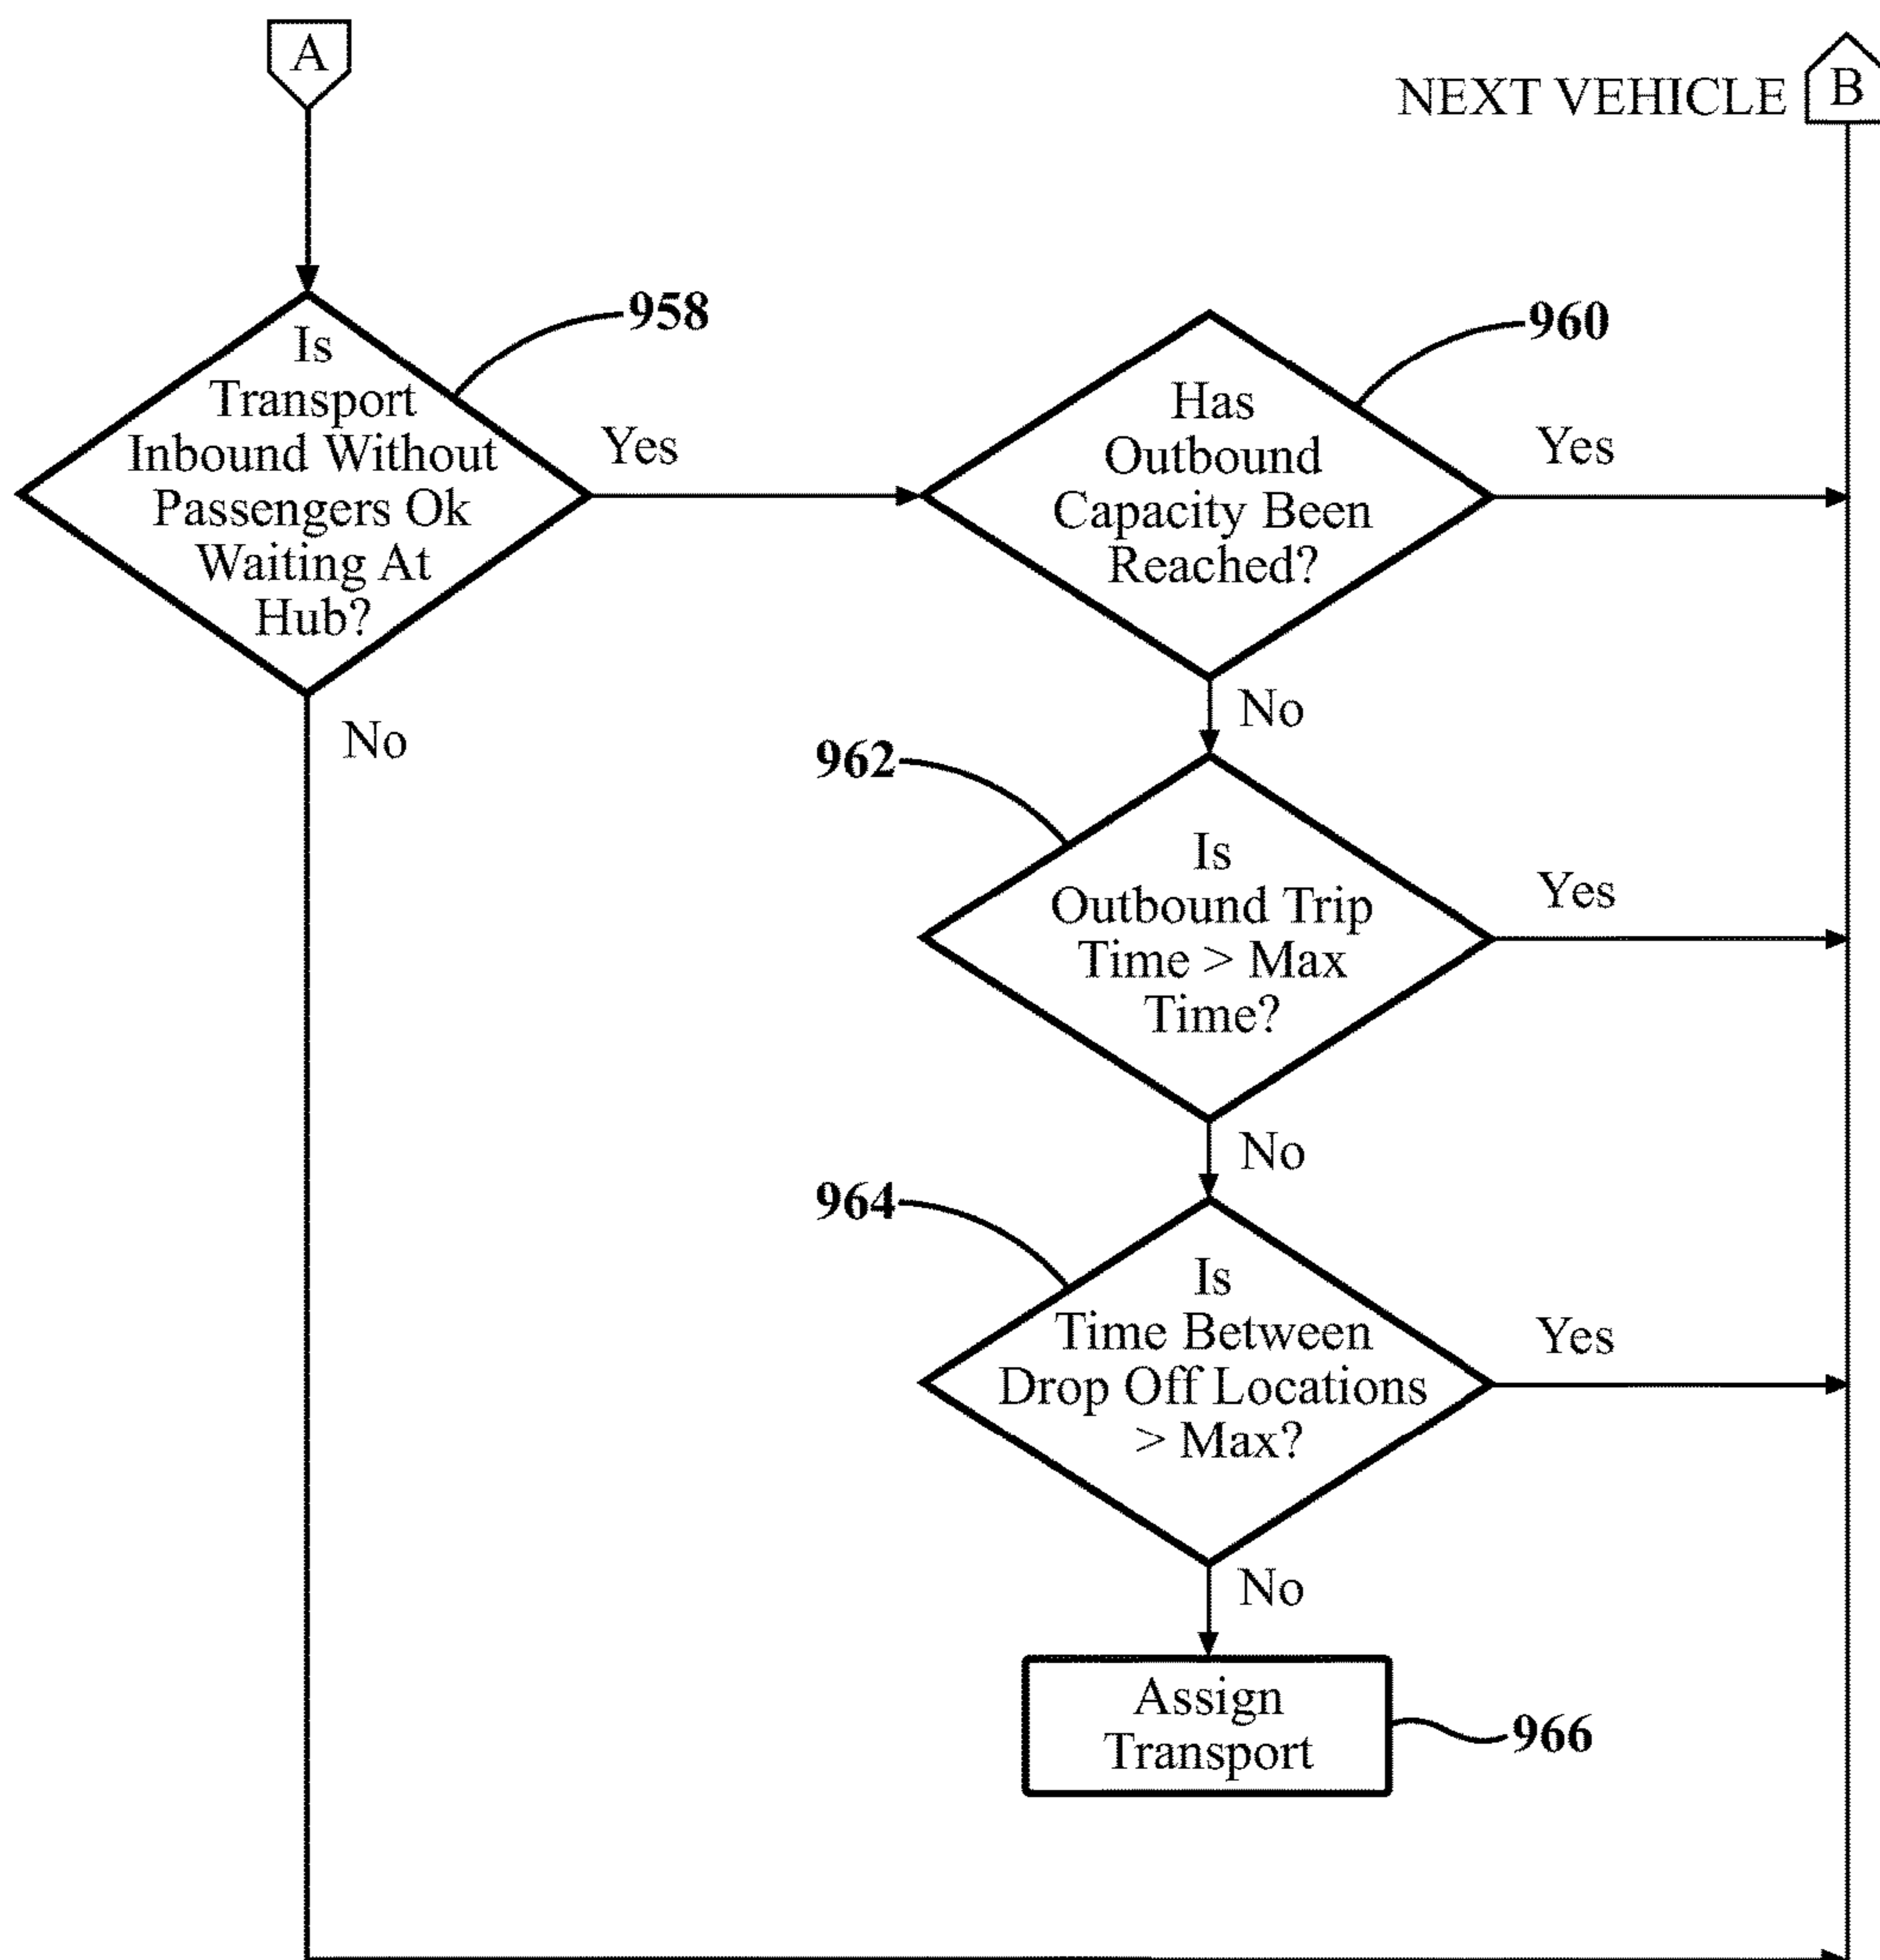 A
NEXT VEHICLE B
958
Is
Transport
Inbound Without
Passengers Ok
Waiting At
Hub?
Yes
No
960
Has
Outbound
Capacity Been
Reached?
Yes
No
962
Is
Outbound Trip
Time > Max
Time?
Yes
No
964
Is
Time Between
Drop Off Locations
> Max?
Yes
No
Assign
Transport
966